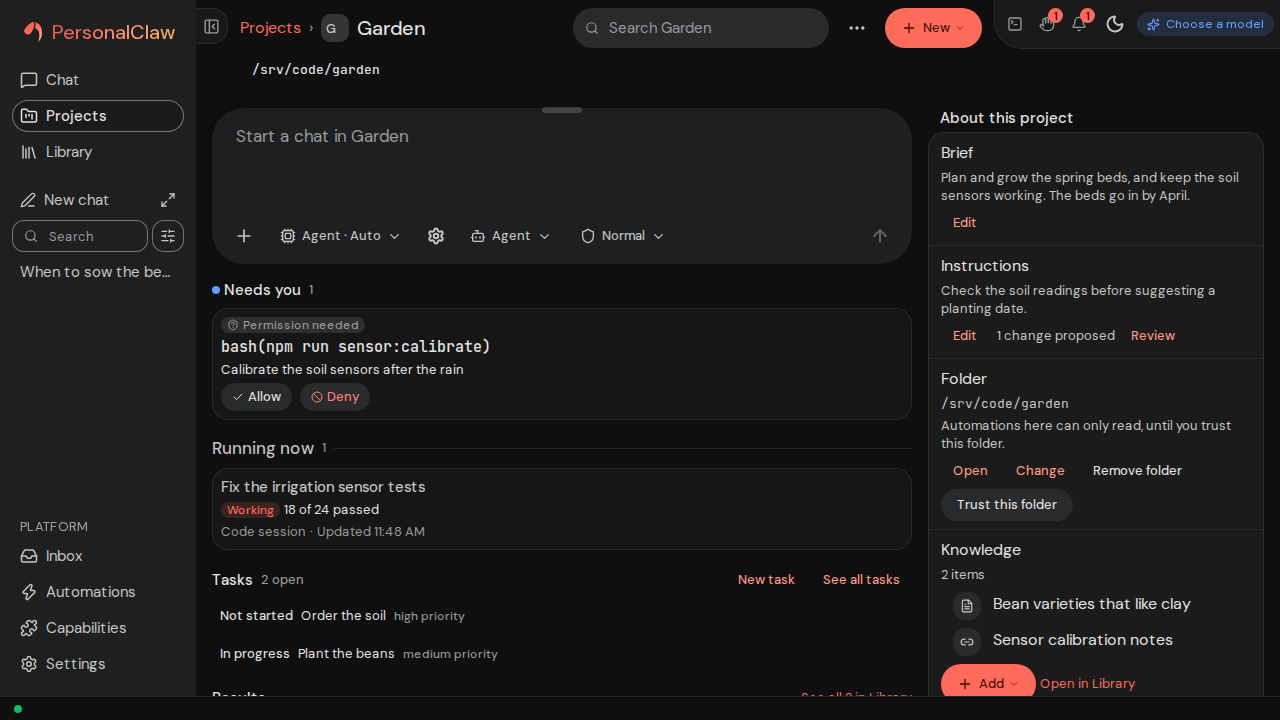 PersonalClaw
Chat
Projects
Library
New chat
Search
When to sow the be...
PLATFORM
Inbox
Automations
Capabilities
Settings
Projects › G Garden
Search Garden
New
1
1
Choose a model
/srv/code/garden
Start a chat in Garden
Agent · Auto
Agent
Normal
Needs you 1
Permission needed
bash(npm run sensor:calibrate)
Calibrate the soil sensors after the rain
Allow
Deny
Running now 1
Fix the irrigation sensor tests
Working 18 of 24 passed
Code session · Updated 11:48 AM
Tasks 2 open
New task
See all tasks
Not started Order the soil high priority
In progress Plant the beans medium priority
Results
See all 2 in Library
About this project
Brief
Plan and grow the spring beds, and keep the soil
sensors working. The beds go in by April.
Edit
Instructions
Check the soil readings before suggesting a
planting date.
Edit 1 change proposed Review
Folder
/srv/code/garden
Automations here can only read, until you trust
this folder.
Open Change Remove folder
Trust this folder
Knowledge
2 items
Bean varieties that like clay
Sensor calibration notes
Add
Open in Library